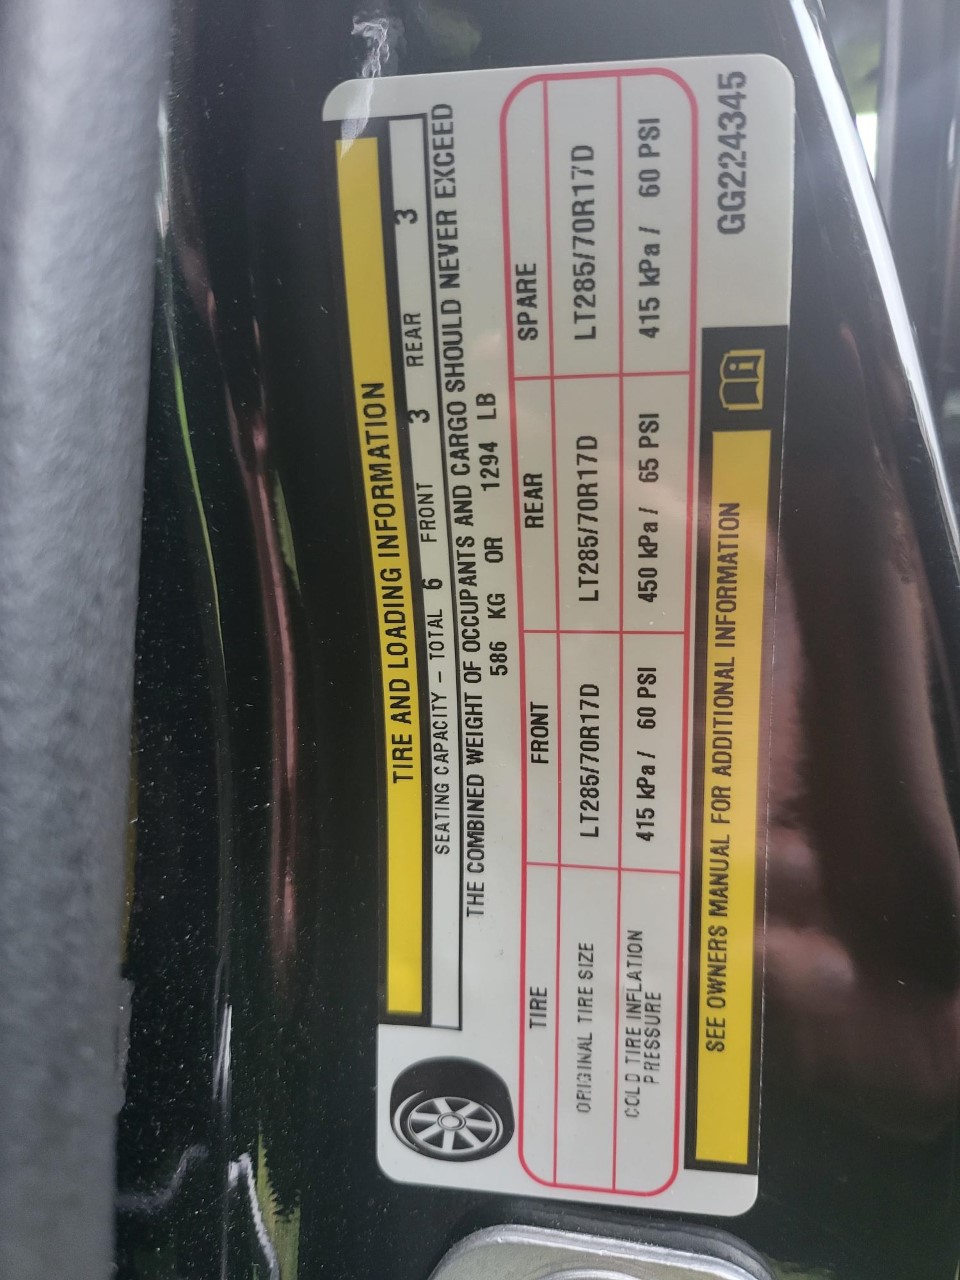 TIRE AND LOADING INFORMATION
SEATING CAPACITY – TOTAL 6 FRONT 3 REAR 3
THE COMBINED WEIGHT OF OCCUPANTS AND CARGO SHOULD NEVER EXCEED
586 KG OR 1294 LB
TIRE FRONT REAR SPARE
ORIGINAL TIRE SIZE LT285/70R17D LT285/70R17D LT285/70R17D
COLD TIRE INFLATION
PRESSURE 415 kPa / 60 PSI 450 kPa / 65 PSI 415 kPa / 60 PSI
SEE OWNERS MANUAL FOR ADDITIONAL INFORMATION
GG224345